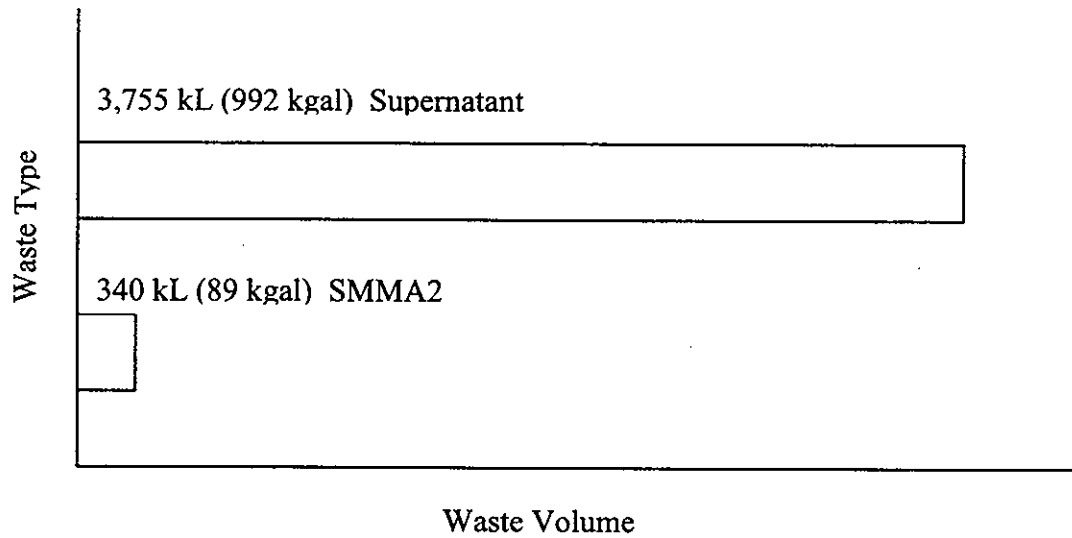 3,755 kL (992 kgal) Supernatant
Waste Type
340 kL (89 kgal) SMMA2
Waste Volume